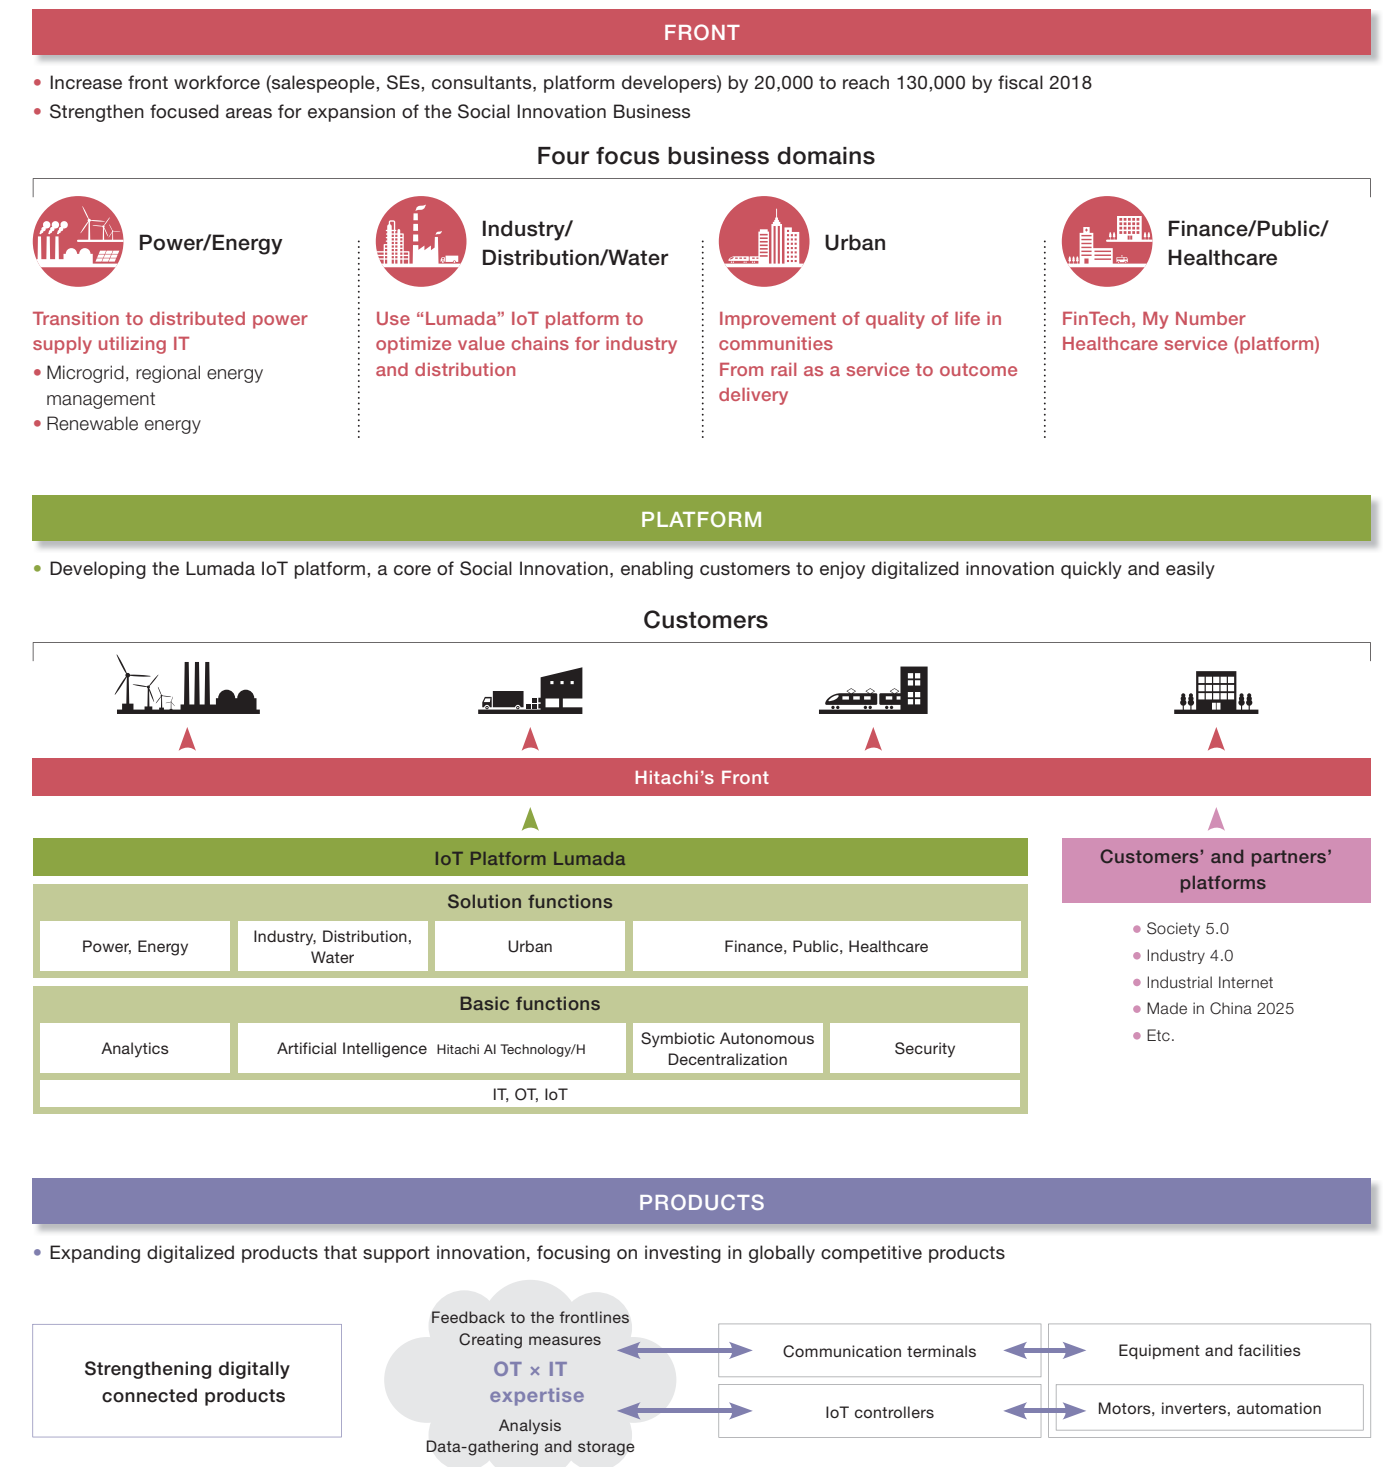 FRONT
• Increase front workforce (salespeople, SEs, consultants, platform developers) by 20,000 to reach 130,000 by fiscal 2018
• Strengthen focused areas for expansion of the Social Innovation Business
Four focus business domains
Power/Energy
Transition to distributed power
supply utilizing IT
• Microgrid, regional energy
management
• Renewable energy
Industry/
Distribution/Water
Use “Lumada” IoT platform to
optimize value chains for industry
and distribution
Urban
Improvement of quality of life in
communities
From rail as a service to outcome
delivery
Finance/Public/
Healthcare
FinTech, My Number
Healthcare service (platform)
PLATFORM
• Developing the Lumada IoT platform, a core of Social Innovation, enabling customers to enjoy digitalized innovation quickly and easily
Customers
Hitachi’s Front
IoT Platform Lumada
Solution functions
Power, Energy
Industry, Distribution,
Water
Urban
Finance, Public, Healthcare
Basic functions
Analytics
Artificial Intelligence Hitachi AI Technology/H
Symbiotic Autonomous
Decentralization
Security
IT, OT, IoT
Customers’ and partners’
platforms
• Society 5.0
• Industry 4.0
• Industrial Internet
• Made in China 2025
• Etc.
PRODUCTS
• Expanding digitalized products that support innovation, focusing on investing in globally competitive products
Strengthening digitally
connected products
Feedback to the frontlines
Creating measures
OT × IT
expertise
Analysis
Data-gathering and storage
Communication terminals
IoT controllers
Equipment and facilities
Motors, inverters, automation